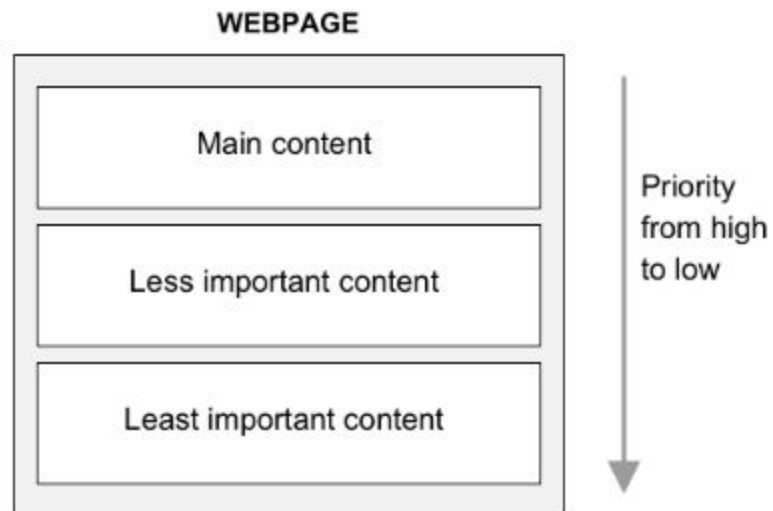 WEBPAGE
Main content
Less important content
Least important content
Priority
from high
to low